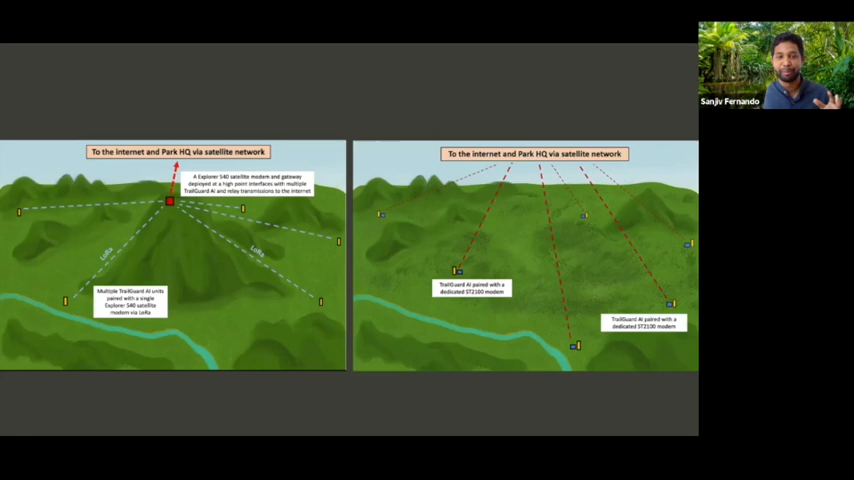 To the internet and Park HQ via satellite network
A Explorer 540 satellite modem and gateway
deployed at a high point interfaces with multiple
TrailGuard AI and relay transmissions to the internet
LoRa
LoRa
Multiple TrailGuard AI units
paired with a single
Explorer 540 satellite
modem via LoRa
To the internet and Park HQ via satellite network
TrailGuard AI paired with a
dedicated ST2100 modem
TrailGuard AI paired with a
dedicated ST2100 modem
Sanjiv Fernando